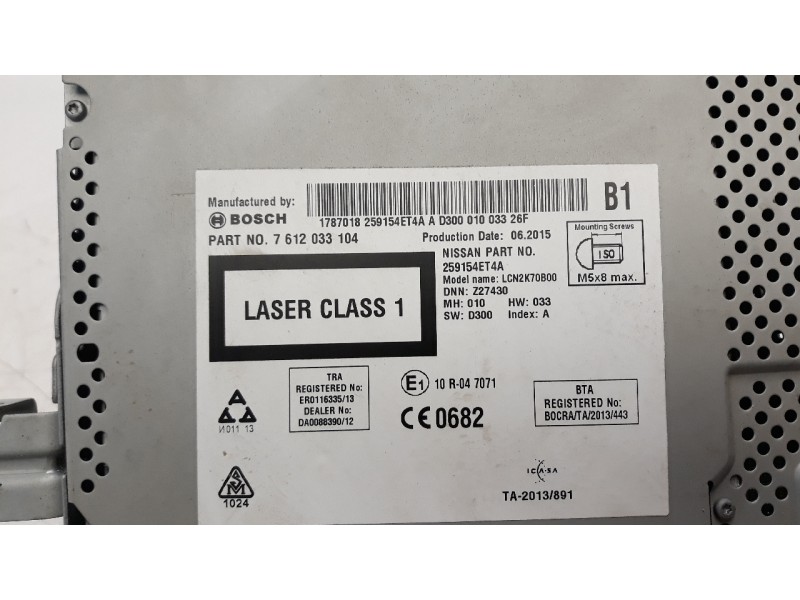 Manufactured by:
BOSCH
1787018 259154ET4A A D300 010 033 26F
B1
PART NO. 7 612 033 104
Production Date: 06.2015
NISSAN PART NO.
259154ET4A
Model name: LCN2K70B00
DNN: Z27430
MH: 010 HW: 033
SW: D300 Index: A
Mounting Screws
ISO
M5x8 max.
LASER CLASS 1
TRA
REGISTERED No:
ER0116335/13
DEALER No:
DA0088390/12
E1 10 R-04 7071
CE0682
BTA
REGISTERED No:
BOCRA/TA/2013/443
И011 13
SM
1024
ICASA
TA-2013/891